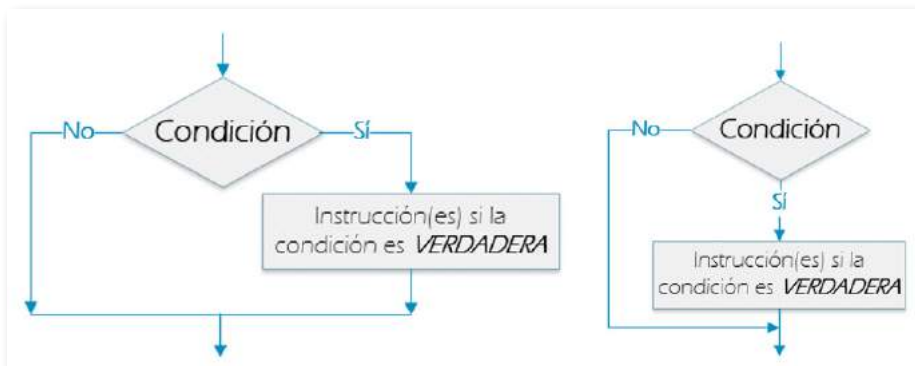 Condición
No
Sí
Instrucción(es) si la
condición es VERDADERA
Condición
No
Sí
Instrucción(es) si la
condición es VERDADERA